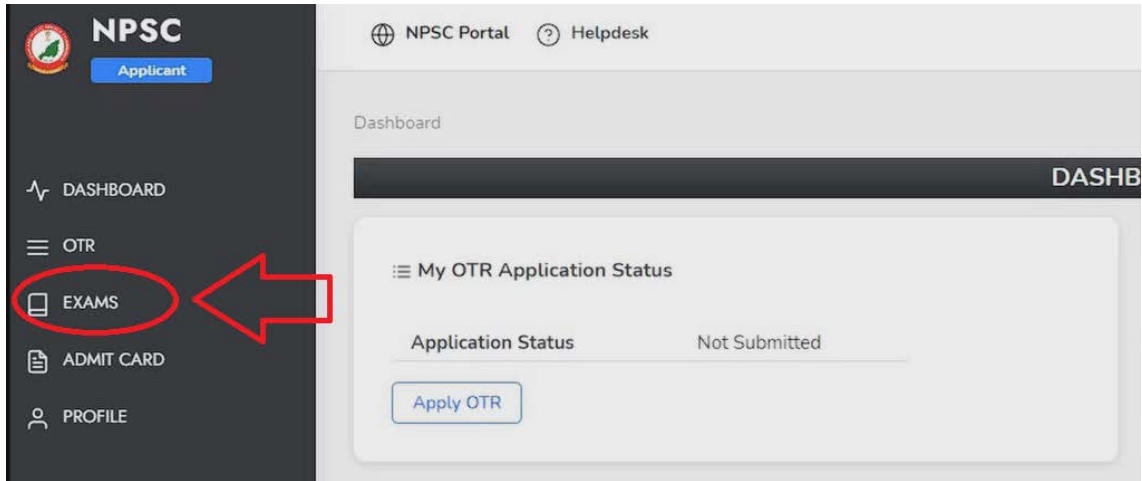 NPSC
Applicant
DASHBOARD
OTR
EXAMS
ADMIT CARD
PROFILE
NPSC Portal
Helpdesk
Dashboard
DASHB
My OTR Application Status
Application Status Not Submitted
Apply OTR